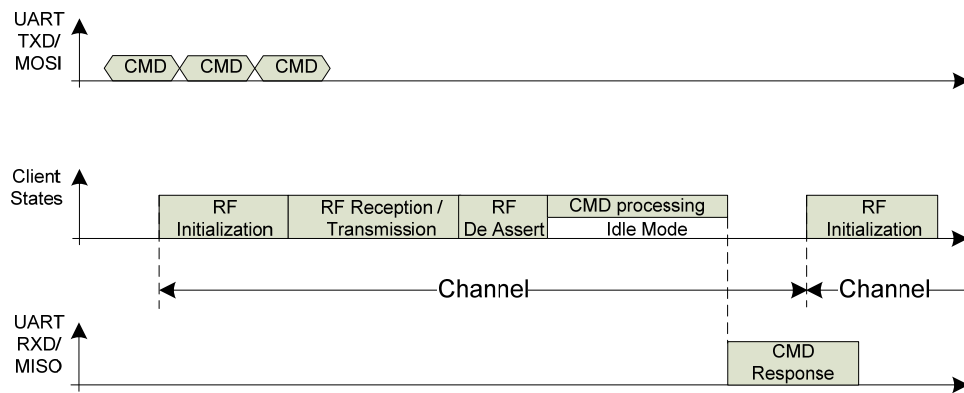 UART
TXD/
MOSI
CMD CMD CMD
Client
States
RF
Initialization
RF Reception /
Transmission
RF
De Assert
CMD processing
Idle Mode
RF
Initialization
Channel
Channel
UART
RXD/
MISO
CMD
Response